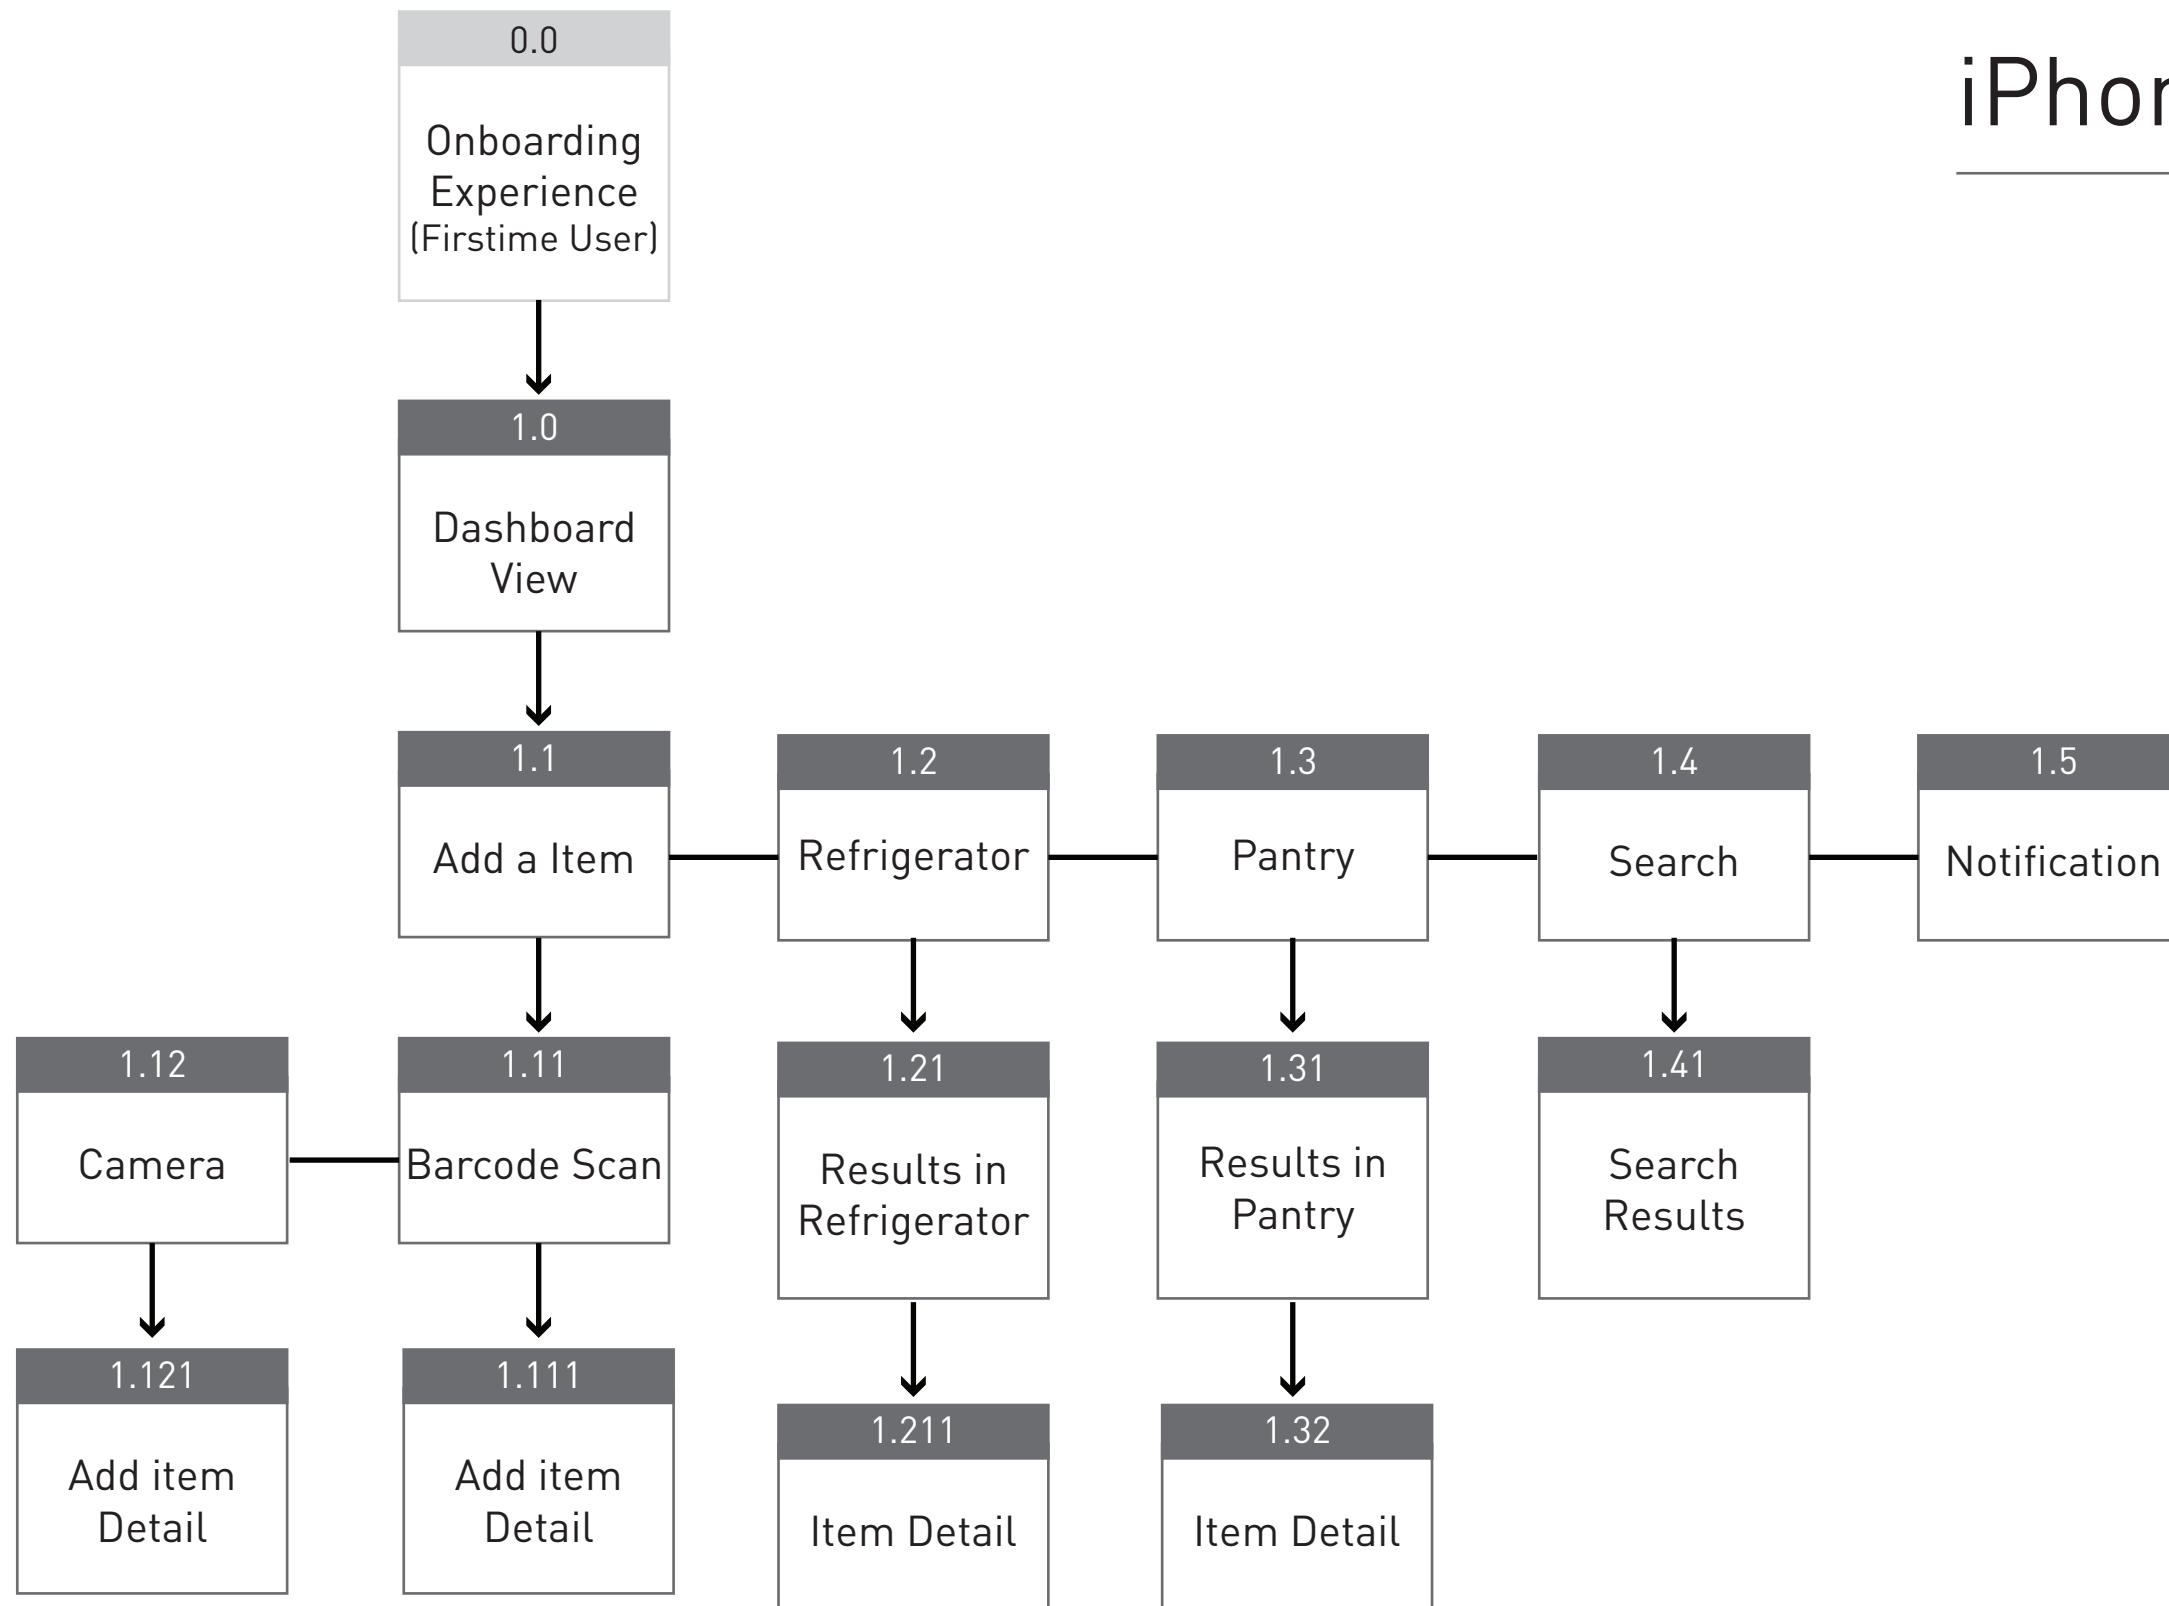 0.0
Onboarding
Experience
(Firstime User)
1.0
Dashboard
View
1.1
Add a Item
1.2
Refrigerator
1.3
Pantry
1.4
Search
1.5
Notification
1.12
Camera
1.11
Barcode Scan
1.21
Results in
Refrigerator
1.31
Results in
Pantry
1.41
Search
Results
1.121
Add item
Detail
1.111
Add item
Detail
1.211
Item Detail
1.32
Item Detail